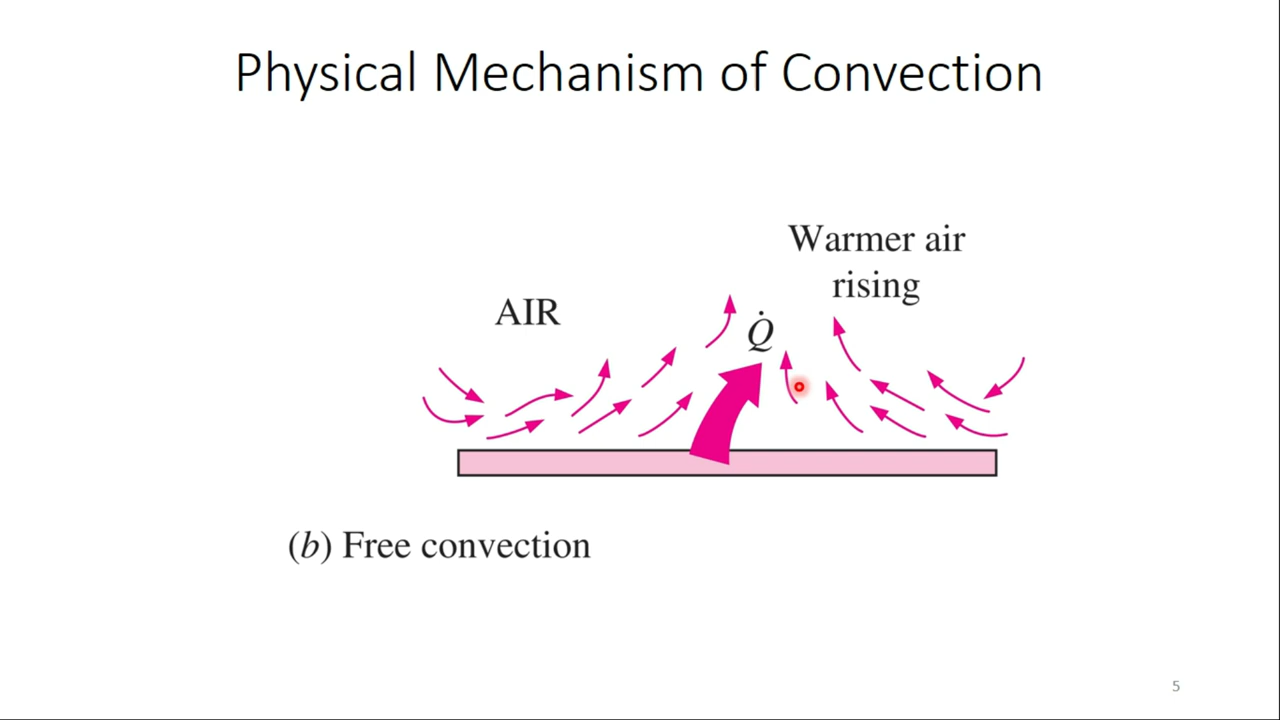 Physical Mechanism of Convection
Warmer air
rising
AIR
Q̇
(b) Free convection
5